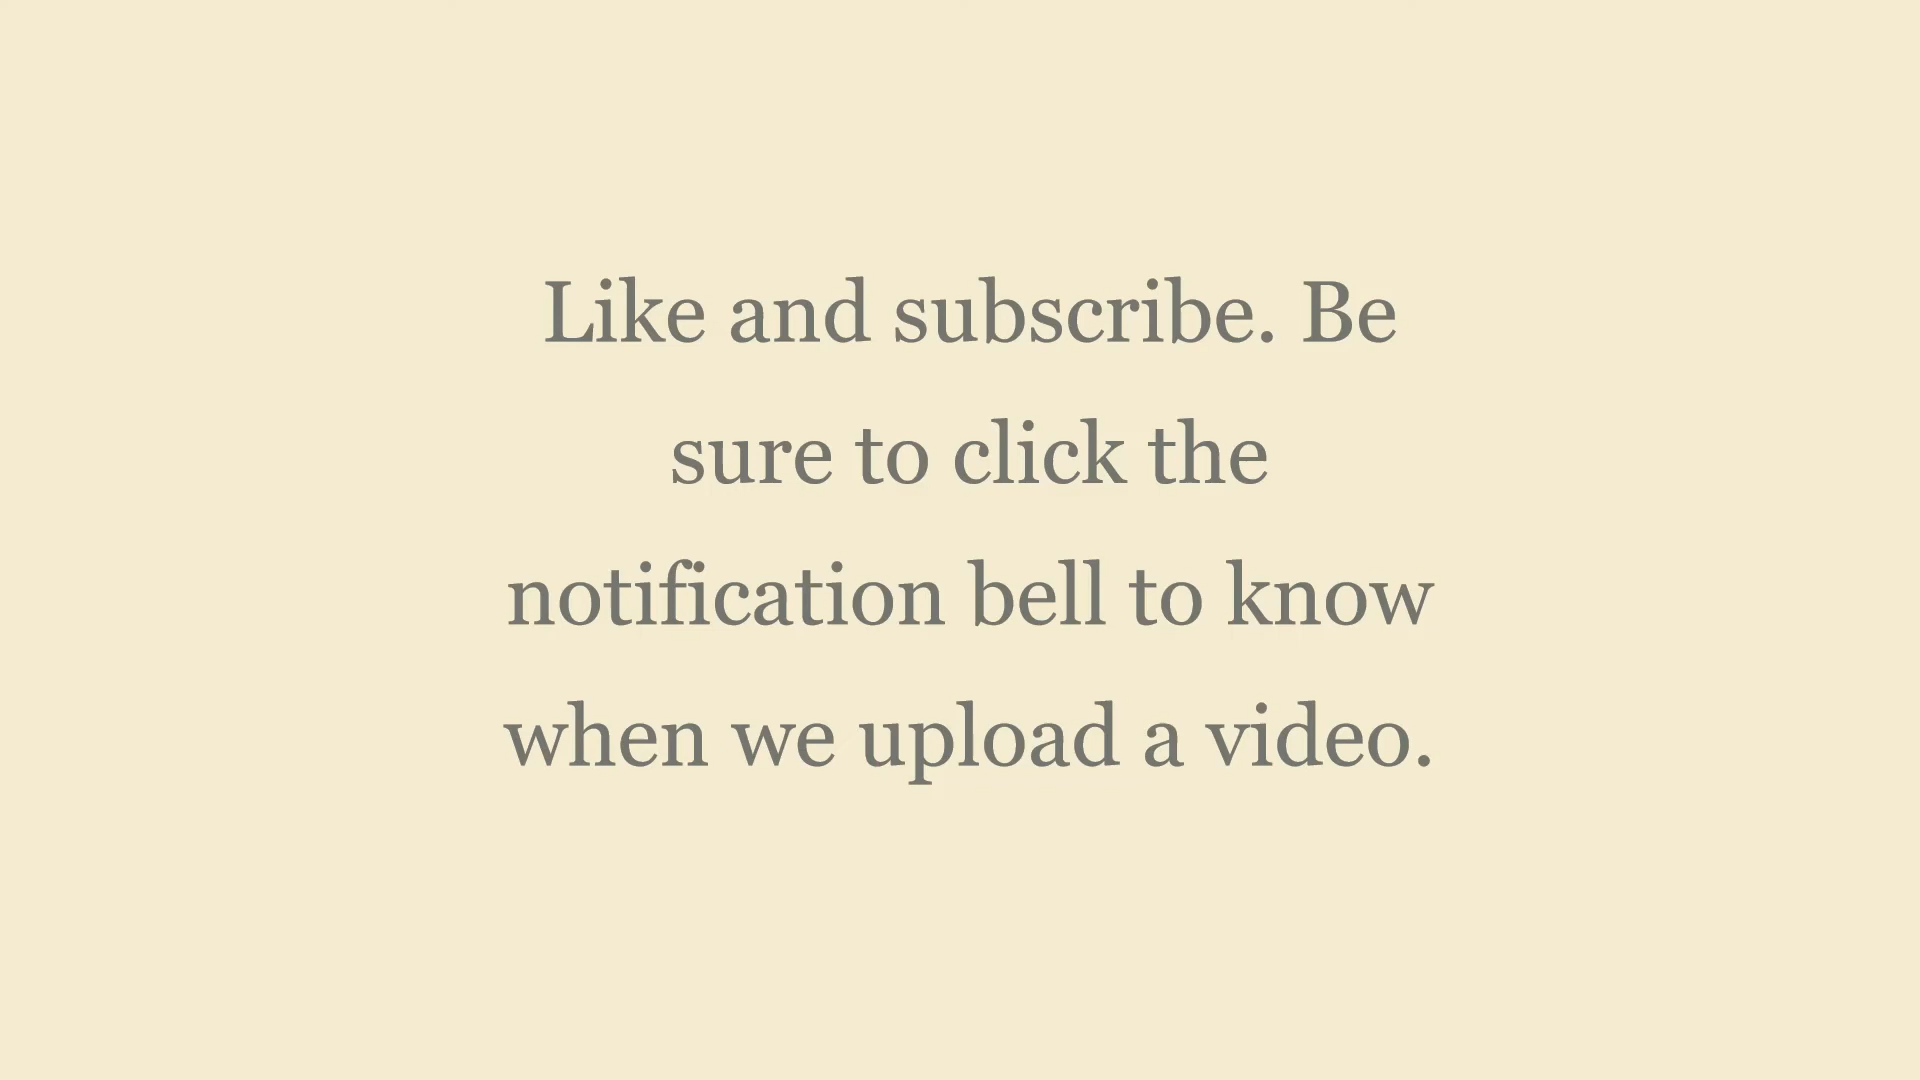 Like and subscribe. Be
sure to click the
notification bell to know
when we upload a video.